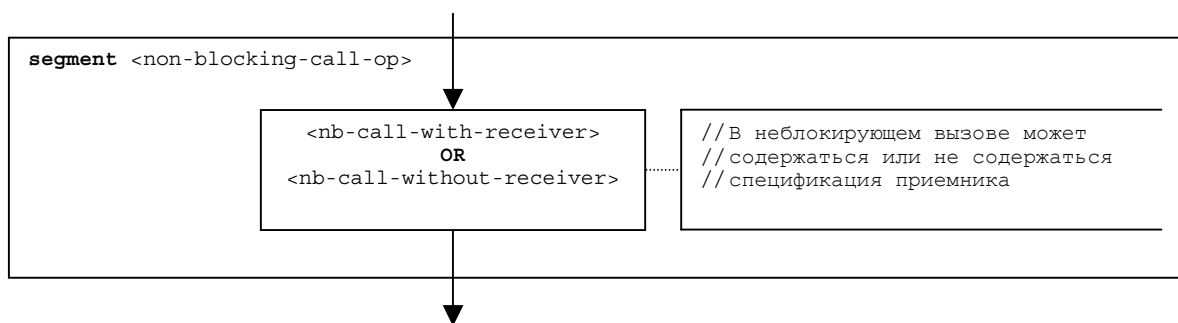 segment <non-blocking-call-op>
<nb-call-with-receiver>
OR
<nb-call-without-receiver>
//В неблокирующем вызове может
//содержаться или не содержаться
//спецификация приемника